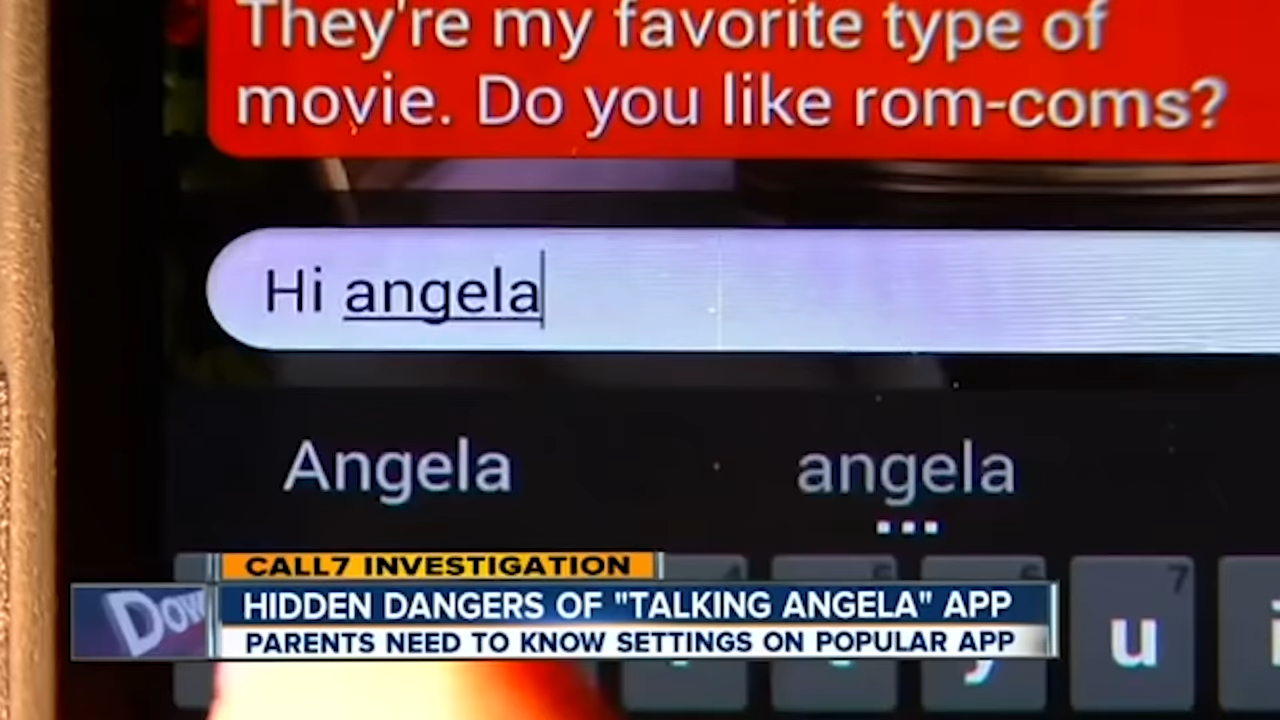 They're my favorite type of
movie. Do you like rom-coms?
Hi angela
Angela angela
CALL7 INVESTIGATION
HIDDEN DANGERS OF "TALKING ANGELA" APP
PARENTS NEED TO KNOW SETTINGS ON POPULAR APP
7
u
y